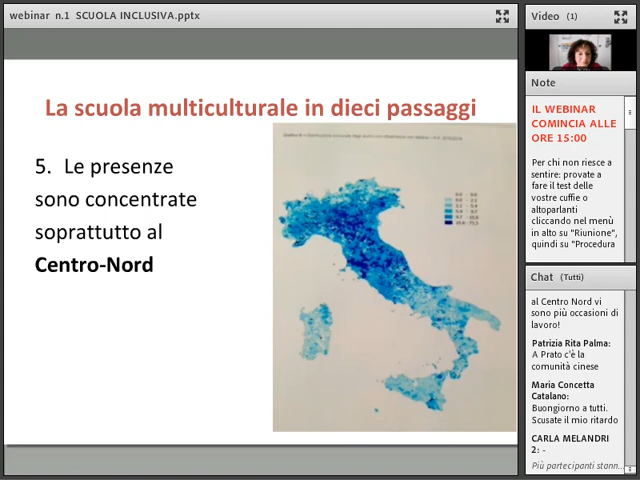 webinar n.1 SCUOLA INCLUSIVA.pptx
La scuola multiculturale in dieci passaggi
5. Le presenze
sono concentrate
soprattutto al
Centro-Nord
Video (1)
Note
IL WEBINAR
COMINCIA ALLE
ORE 15:00
Per chi non riesce a
sentire: provate a
fare il test delle
vostre cuffie o
altoparlanti
cliccando nel menù
in alto su "Riunione",
quindi su "Procedura
Chat (Tutti)
al Centro Nord vi
sono più occasioni di
lavoro!
Patrizia Rita Palma:
A Prato c'è la
comunità cinese
Maria Concetta
Catalano:
Buongiorno a tutti.
Scusate il mio ritardo
CARLA MELANDRI
2: -
Più partecipanti stann...